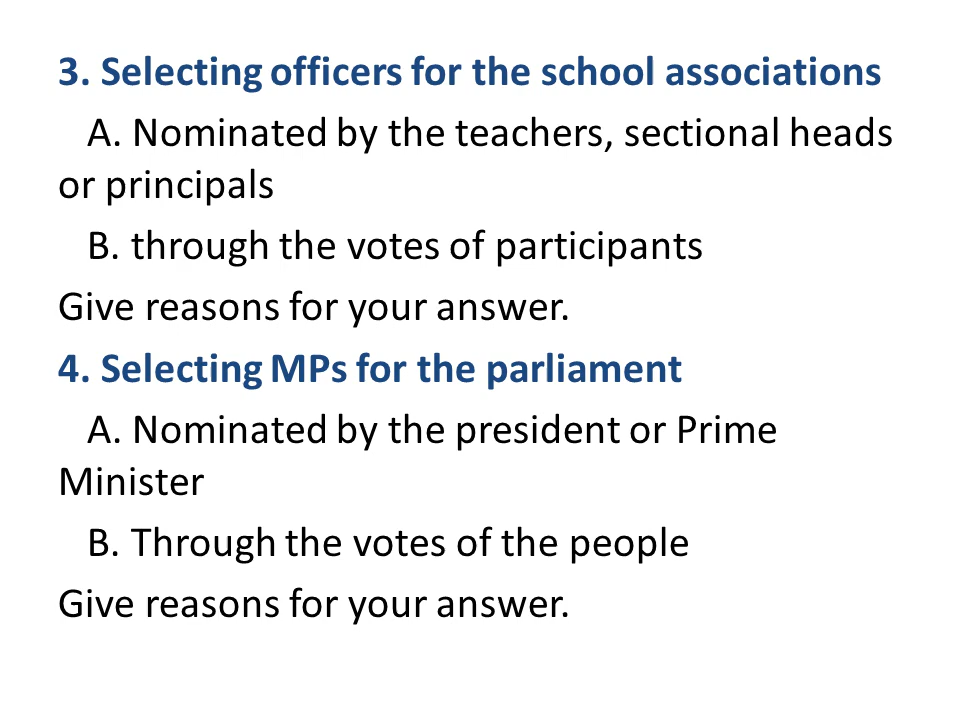 3. Selecting officers for the school associations
A. Nominated by the teachers, sectional heads
or principals
B. through the votes of participants
Give reasons for your answer.
4. Selecting MPs for the parliament
A. Nominated by the president or Prime
Minister
B. Through the votes of the people
Give reasons for your answer.